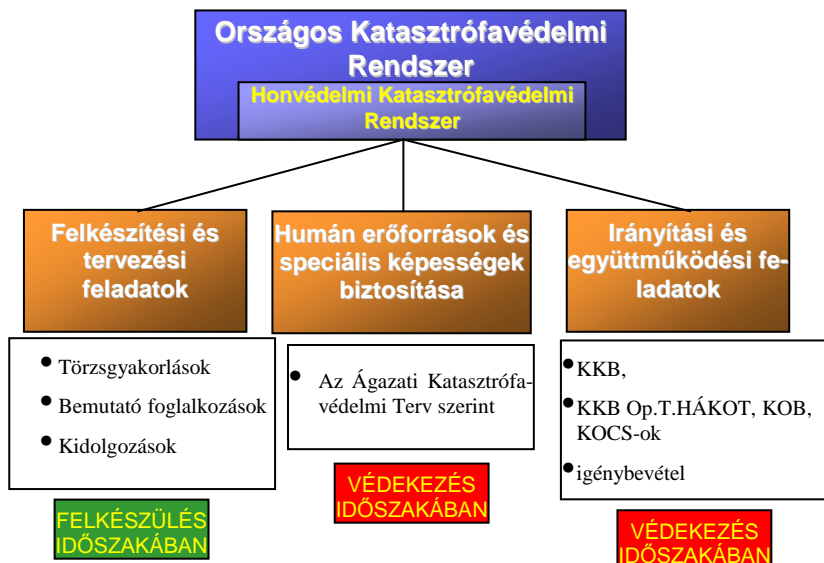 Országos Katasztrófavédelmi
Rendszer
Honvédelmi Katasztrófavédelmi
Rendszer
Felkészítési és
tervezési
feladatok
Humán erőforrások és
speciális képességek
biztosítása
Irányítási és
együttműködési fe-
ladatok
• Törzsgyakorlások
• Bemutató foglalkozások
• Kidolgozások
• Az Ágazati Katasztrófa-
védelmi Terv szerint
• KKB,
• KKB Op.T.HÁKOT, KOB,
KOCS-ok
• igénybevétel
FELKÉSZÜLÉS
IDŐSZAKÁBAN
VÉDEKEZÉS
IDŐSZAKÁBAN
VÉDEKEZÉS
IDŐSZAKÁBAN